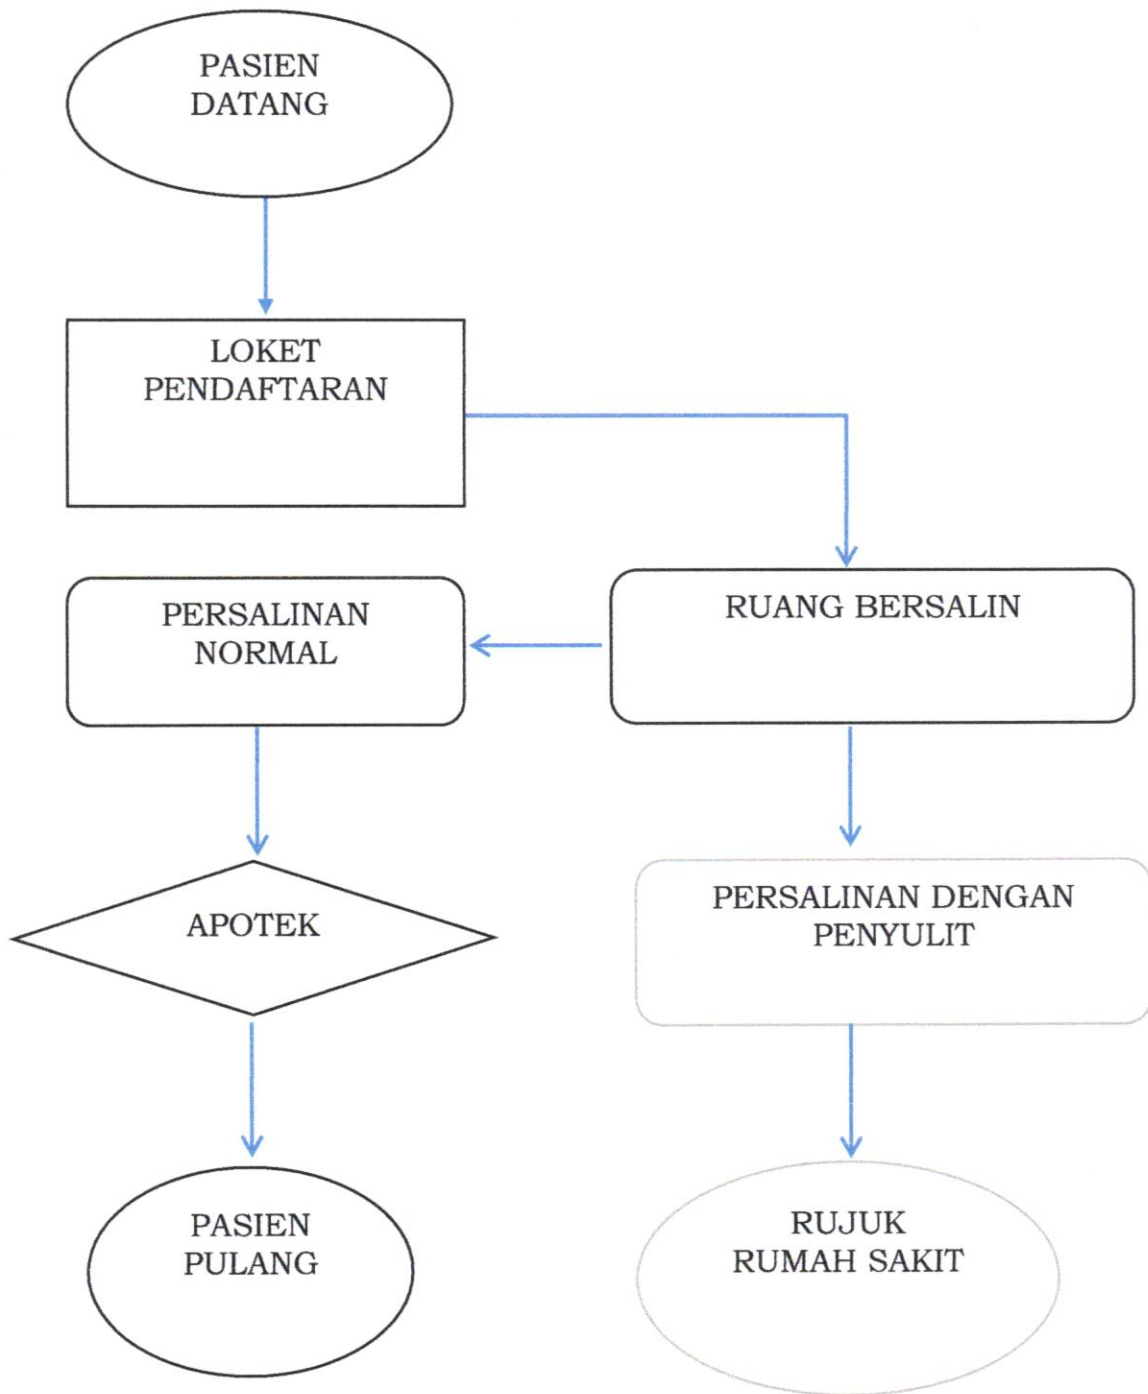 PASIEN
DATANG
LOKET
PENDAFTARAN
PERSALINAN
NORMAL
RUANG BERSALIN
APOTEK
PERSALINAN DENGAN
PENYULIT
PASIEN
PULANG
RUJUK
RUMAH SAKIT